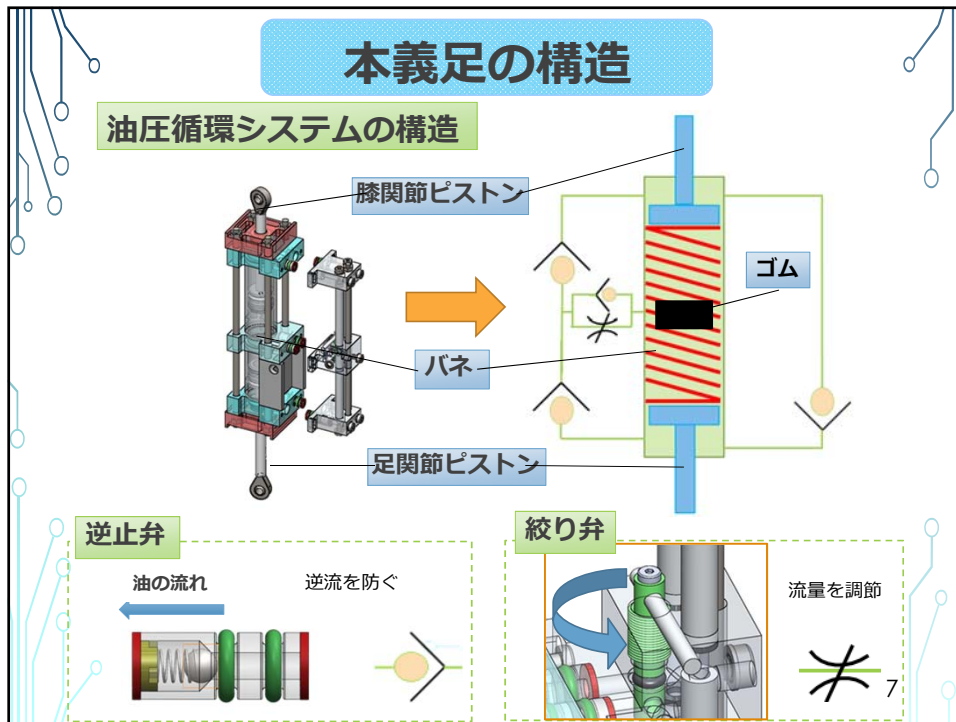 本義足の構造
油圧循環システムの構造
膝関節ピストン
ゴム
バネ
足関節ピストン
逆止弁
油の流れ
逆流を防ぐ
絞り弁
流量を調節
7